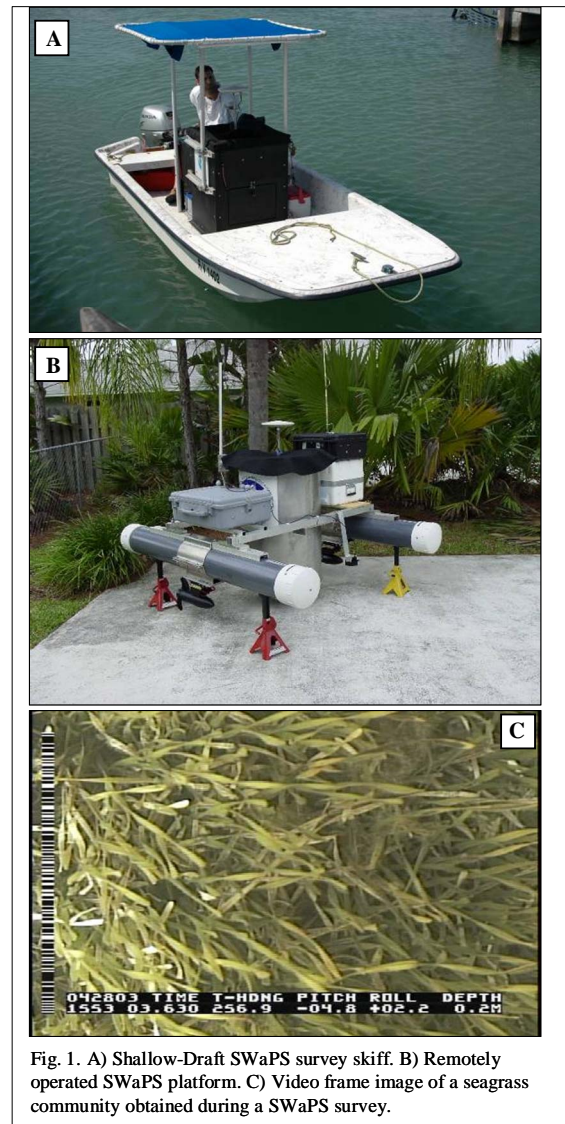 A
B
C
042803 TIME T-HDNG PITCH ROLL DEPTH
1553 03.630 256.9 -04.8 +02.2 0.2M
Fig. 1. A) Shallow-Draft SWaPS survey skiff. B) Remotely
operated SWaPS platform. C) Video frame image of a seagrass
community obtained during a SWaPS survey.